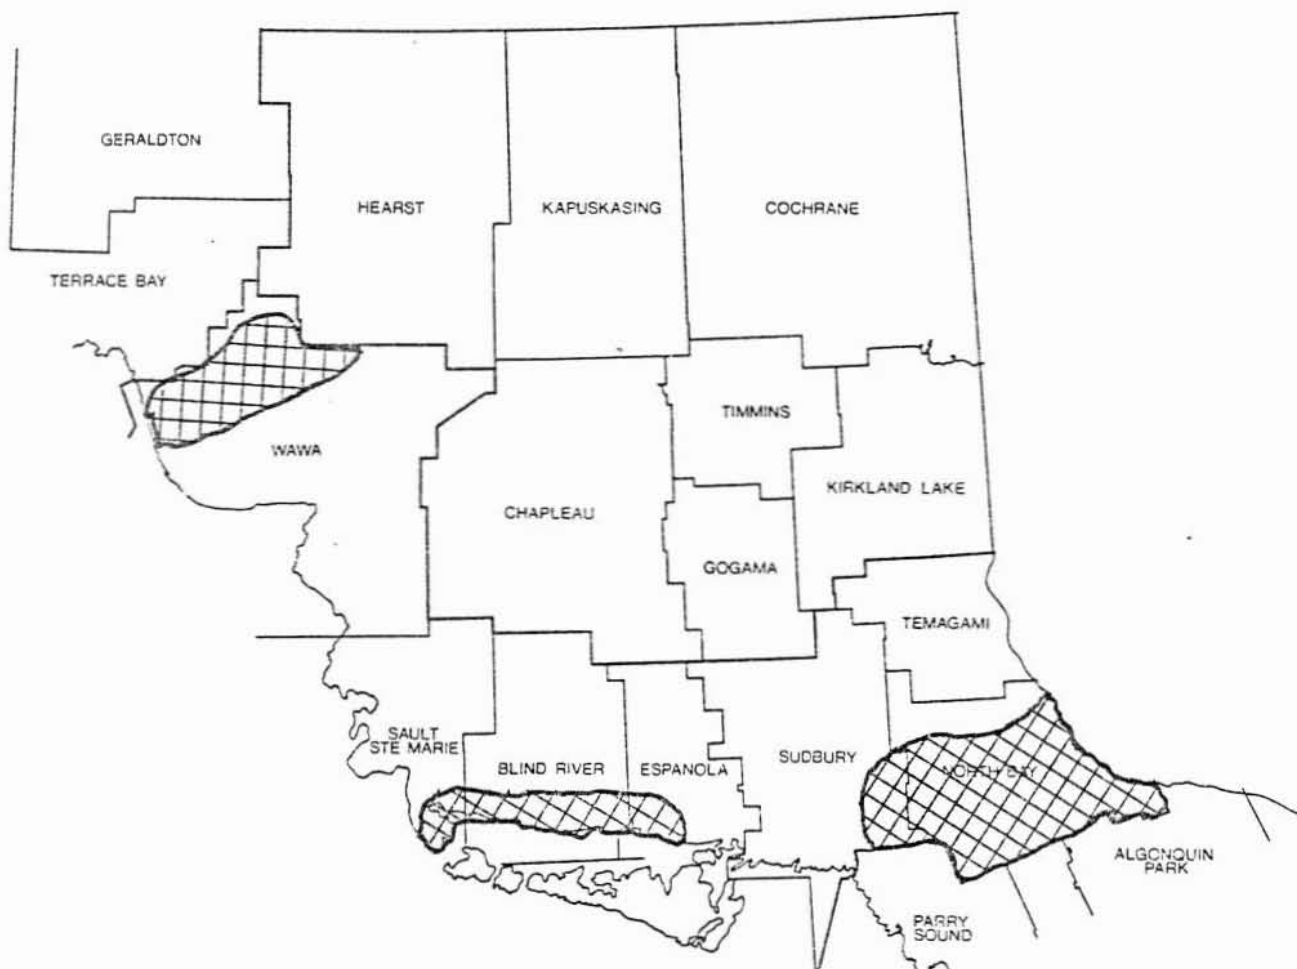 GERALDTON
HEARST
KAPUSKASING
COCHRANE
TERRACE BAY
TIMMINS
WAWA
KIRKLAND LAKE
CHAPLEAU
GOGAMA
TEMAGAMI
SAULT
STE MARIE
BLIND RIVER
ESPANOLA
SUDBURY
NORTH BAY
ALGONQUIN
PARK
PARRY
SOUND